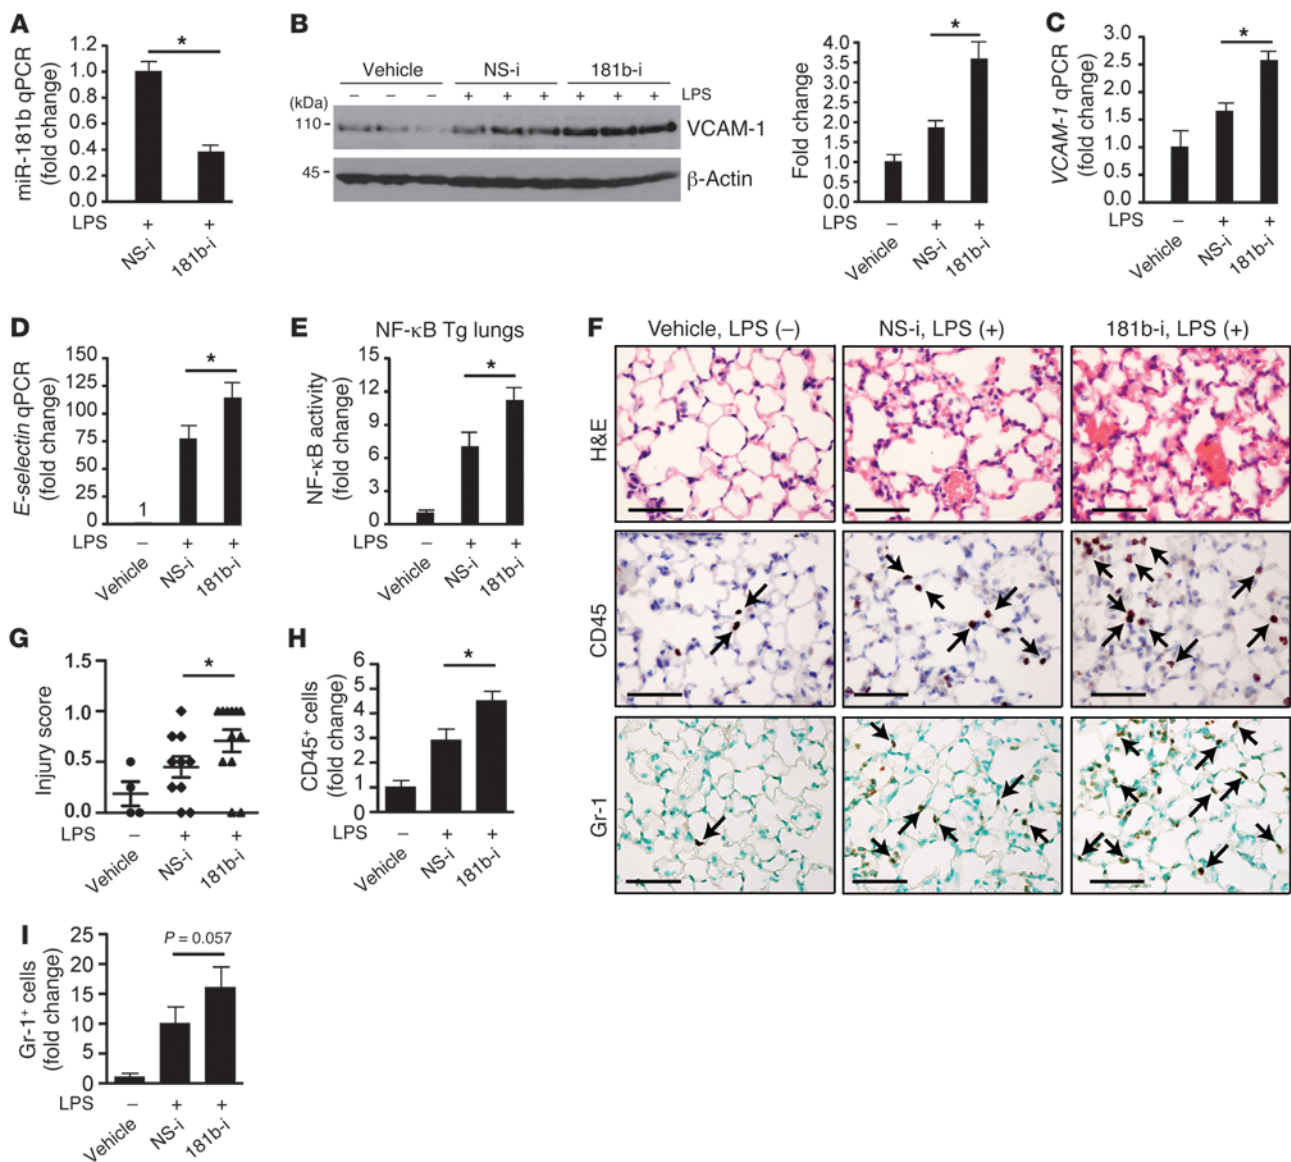 A
miR-181b qPCR
(fold change)
1.2
1.0
0.8
0.6
0.4
0.2
0.0
*
LPS + +
NS-i 181b-i
B
Vehicle NS-i 181b-i
– – – + + + + + + LPS
(kDa)
110 VCAM-1
45 β-Actin
Fold change
4.0
3.5
3.0
2.5
2.0
1.5
1.0
0.5
0.0
*
LPS – + +
Vehicle NS-i 181b-i
C
VCAM-1 qPCR
(fold change)
3.0
2.5
2.0
1.5
1.0
0.5
0.0
*
LPS – + +
Vehicle NS-i 181b-i
D
E-selectin qPCR
(fold change)
150
125
100
75
50
25
0
1
*
LPS – + +
Vehicle NS-i 181b-i
E
NF-κB Tg lungs
NF-κB activity
(fold change)
15
12
9
6
3
0
*
LPS – + +
Vehicle NS-i 181b-i
F
Vehicle, LPS (–) NS-i, LPS (+) 181b-i, LPS (+)
H&E
CD45
Gr-1
G
Injury score
1.5
1.0
0.5
0.0
*
LPS – + +
Vehicle NS-i 181b-i
H
CD45+ cells
(fold change)
6
5
4
3
2
1
0
*
LPS – + +
Vehicle NS-i 181b-i
I
Gr-1+ cells
(fold change)
25
20
15
10
5
0
P = 0.057
LPS – + +
Vehicle NS-i 181b-i